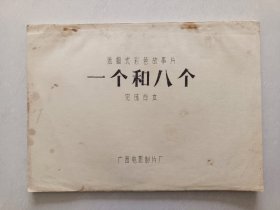 遮幅式彩色故事片
一个和八个
完成台本
广西电影制片厂